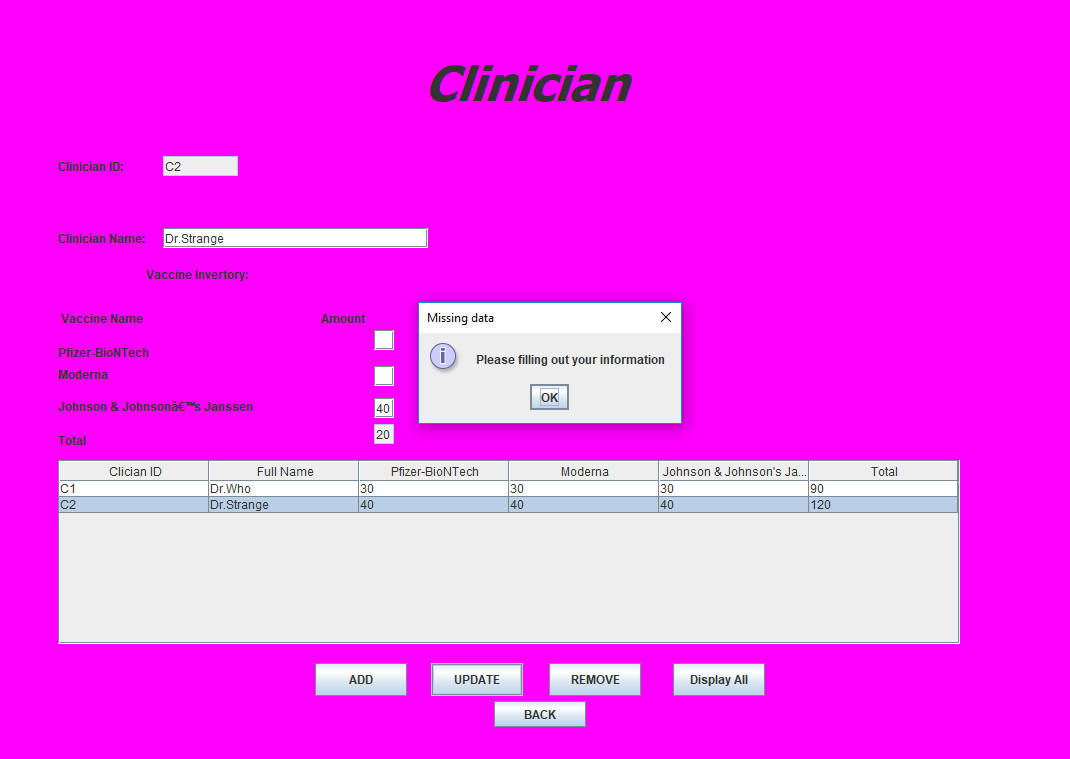 Clinician
Clinician ID: C2
Clinician Name: Dr.Strange
Vaccine Invertory:
Vaccine Name Amount
Pfizer-BioNTech
Moderna
Johnson & Johnsonâ€™s Janssen 40
Total 20
Missing data
i
Please filling out your information
OK
Clician ID Full Name Pfizer-BioNTech Moderna Johnson & Johnson's Ja... Total
C1 Dr.Who 30 30 30 90
C2 Dr.Strange 40 40 40 120
ADD UPDATE REMOVE Display All
BACK